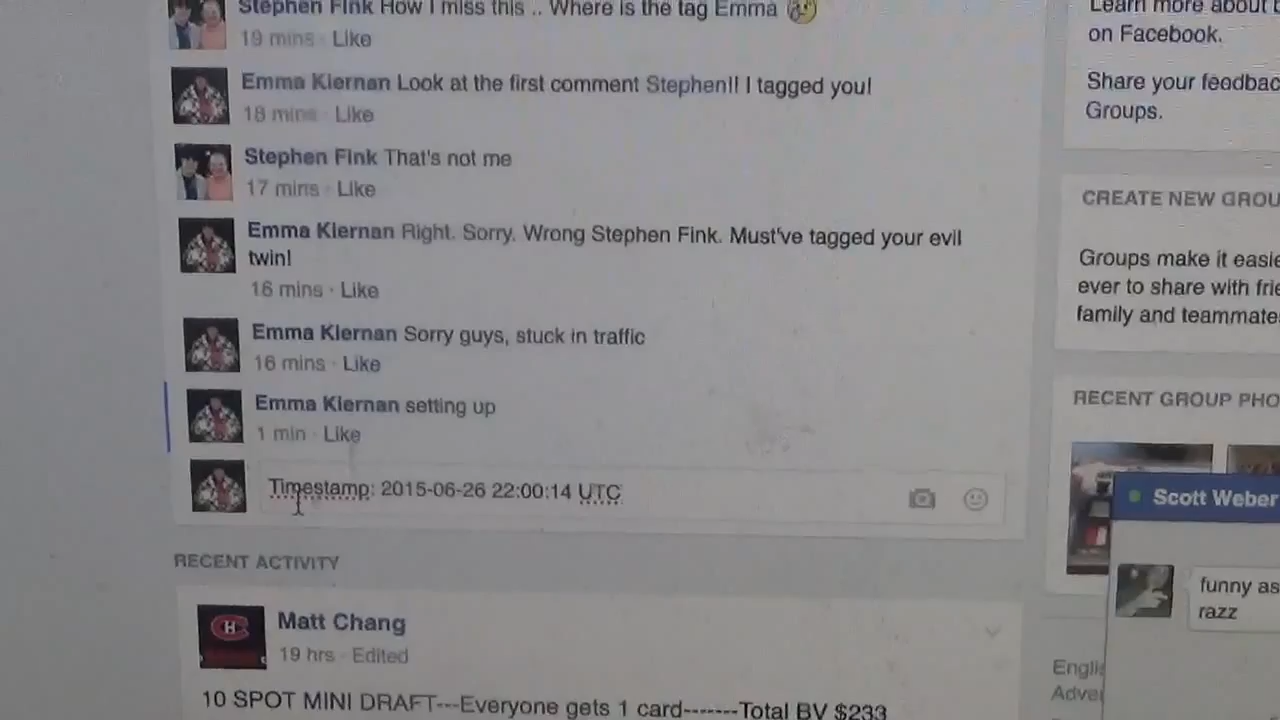 Stephen Fink How I miss this .. Where is the tag Emma
19 mins · Like
Emma Kiernan Look at the first comment Stephen!! I tagged you!
18 mins · Like
Stephen Fink That's not me
17 mins · Like
Emma Kiernan Right. Sorry. Wrong Stephen Fink. Must've tagged your evil
twin!
16 mins · Like
Emma Kiernan Sorry guys, stuck in traffic
16 mins · Like
Emma Kiernan setting up
1 min · Like
Timestamp: 2015-06-26 22:00:14 UTC
RECENT ACTIVITY
Matt Chang
19 hrs · Edited
10 SPOT MINI DRAFT---Everyone gets 1 card-------Total BV $233
Learn more about
on Facebook.
Share your
Groups.
CREATE NEW
Groups make it
ever to share with
family and
RECENT GROUP
Scott Weber
funny as
razz